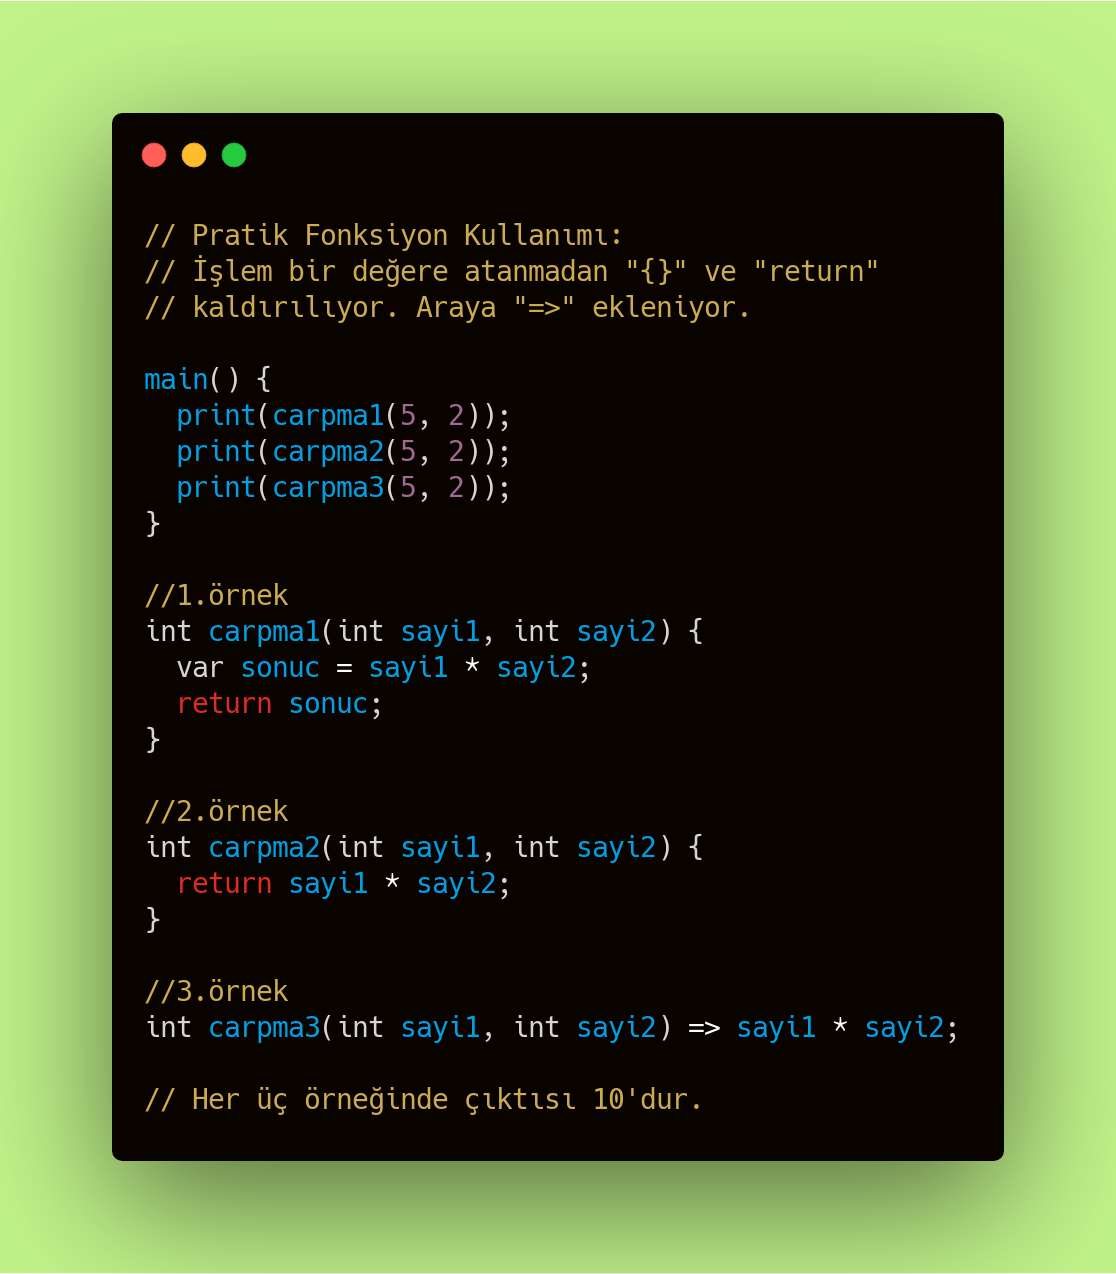 // Pratik Fonksiyon Kullanımı:
// İşlem bir değere atanmadan "{}" ve "return"
// kaldırılıyor. Araya "=>" ekleniyor.
main() {
  print(carpma1(5, 2));
  print(carpma2(5, 2));
  print(carpma3(5, 2));
}
//1.örnek
int carpma1(int sayi1, int sayi2) {
  var sonuc = sayi1 * sayi2;
  return sonuc;
}
//2.örnek
int carpma2(int sayi1, int sayi2) {
  return sayi1 * sayi2;
}
//3.örnek
int carpma3(int sayi1, int sayi2) => sayi1 * sayi2;
// Her üç örneğinde çıktısı 10'dur.